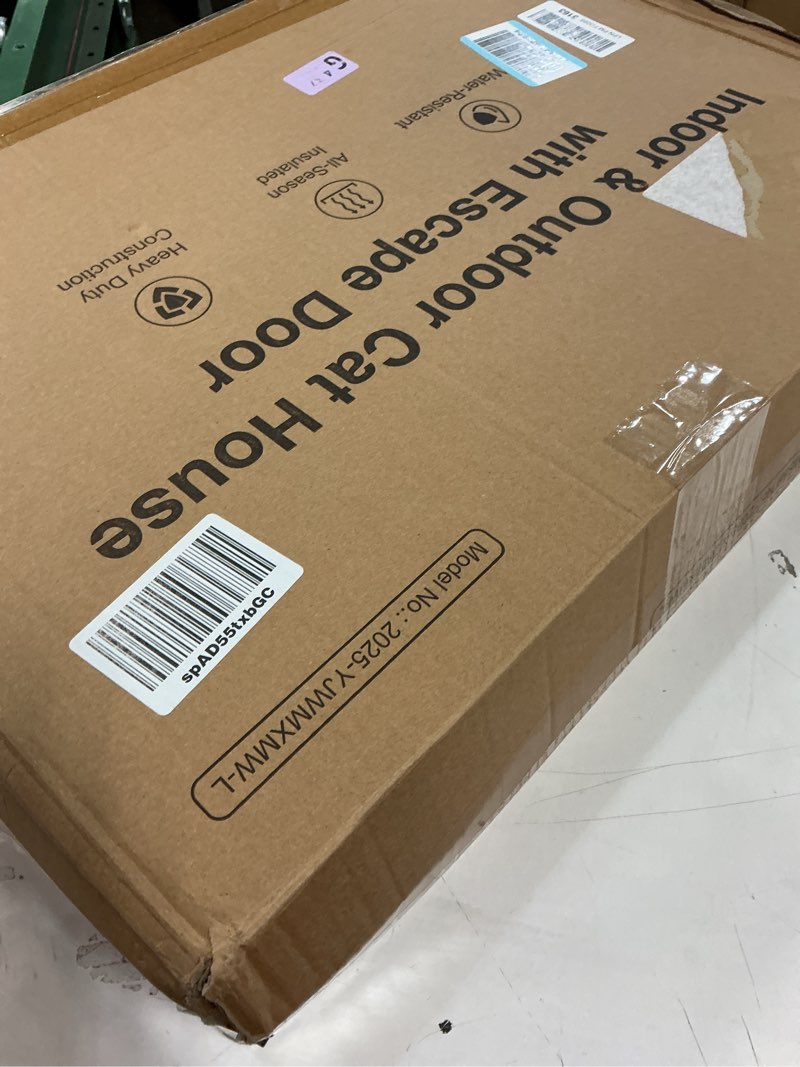 Indoor & Outdoor Cat House
with Escape Door
Water-Resistant
All-Season
Insulated
Heavy Duty
Construction
Model No.: 2025-YJWMXMW-L
spAD55txbGC
G
3163